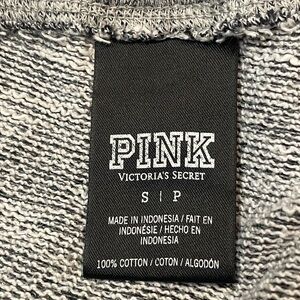 PINK
VICTORIA'S SECRET
S | P
MADE IN INDONESIA / FAIT EN
INDONÉSIE / HECHO EN
INDONESIA
100% COTTON / COTON / ALGODÓN